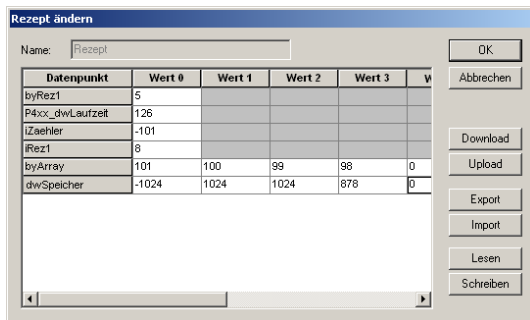 Rezept ändern
Name: Rezept
OK
Abbrechen
Download
Upload
Export
Import
Lesen
Schreiben
Datenpunkt Wert 0 Wert 1 Wert 2 Wert 3
byRez1 5
P4xx_dwLaufzeit 126
iZaehler -101
iRez1 8
byArray 101 100 99 98 0
dwSpeicher -1024 1024 1024 878 0